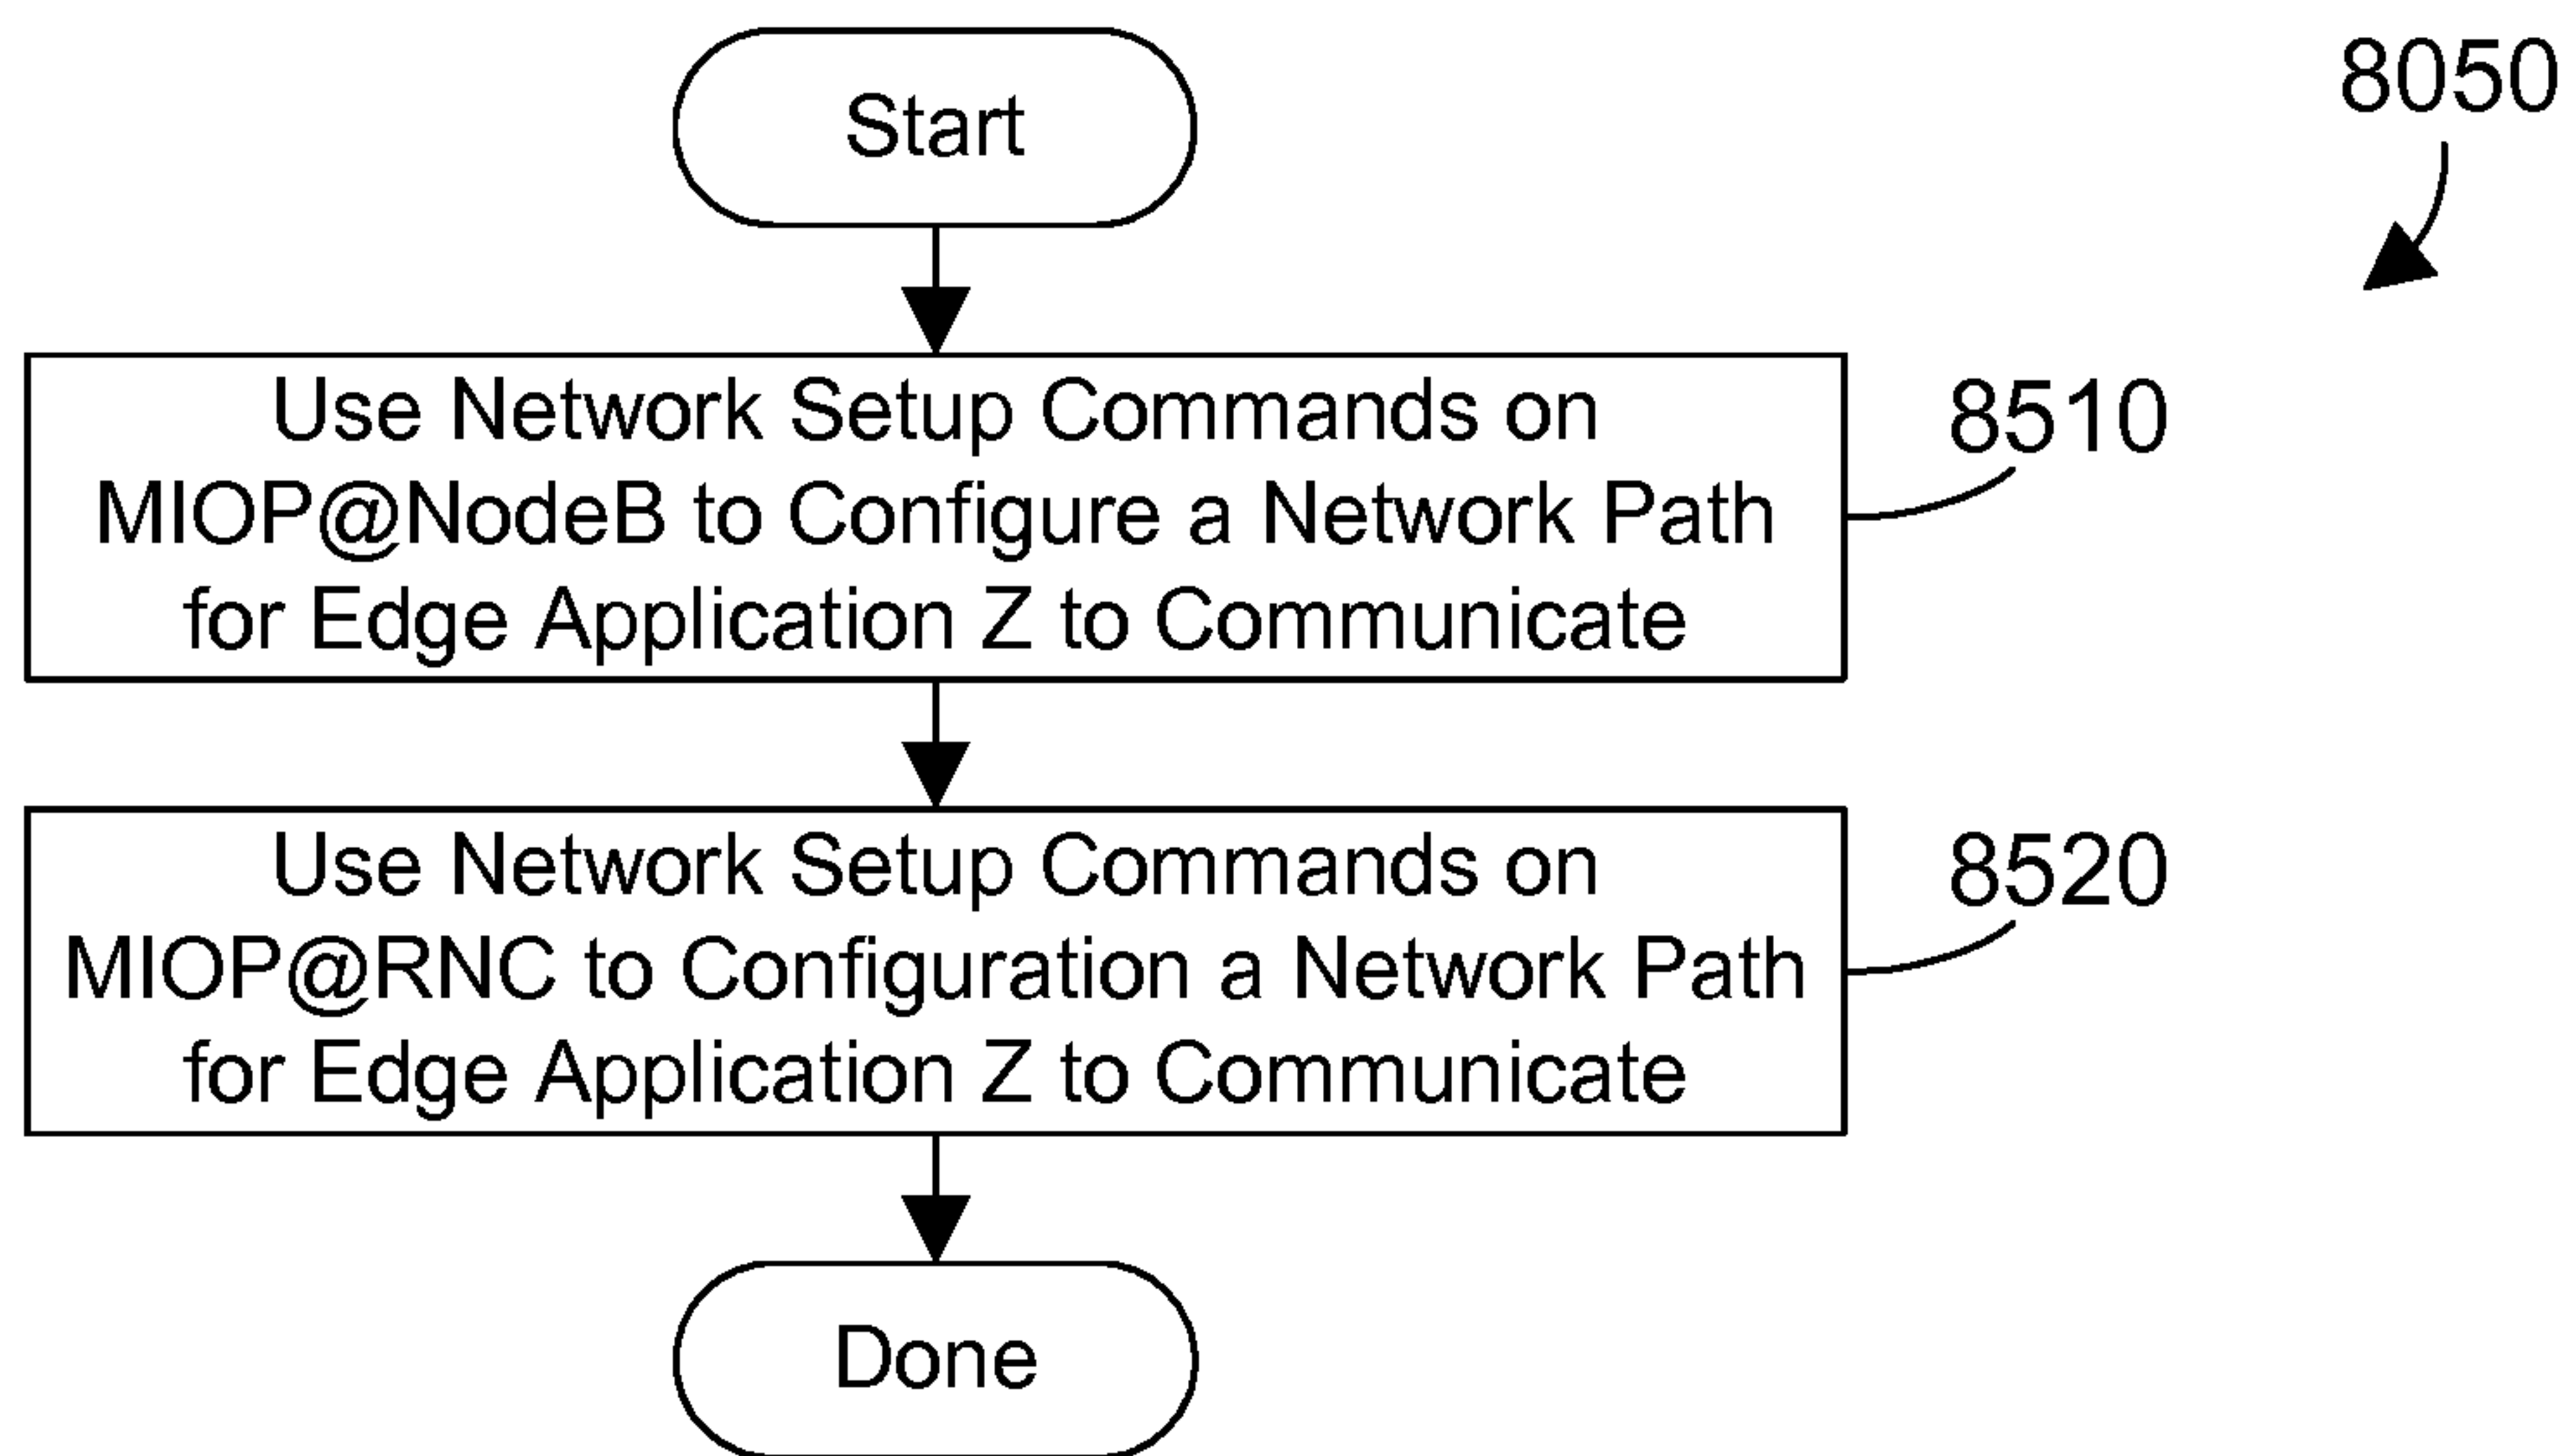 Start
8050
Use Network Setup Commands on
MIOP@NodeB to Configure a Network Path
for Edge Application Z to Communicate
8510
Use Network Setup Commands on
MIOP@RNC to Configuration a Network Path
for Edge Application Z to Communicate
8520
Done